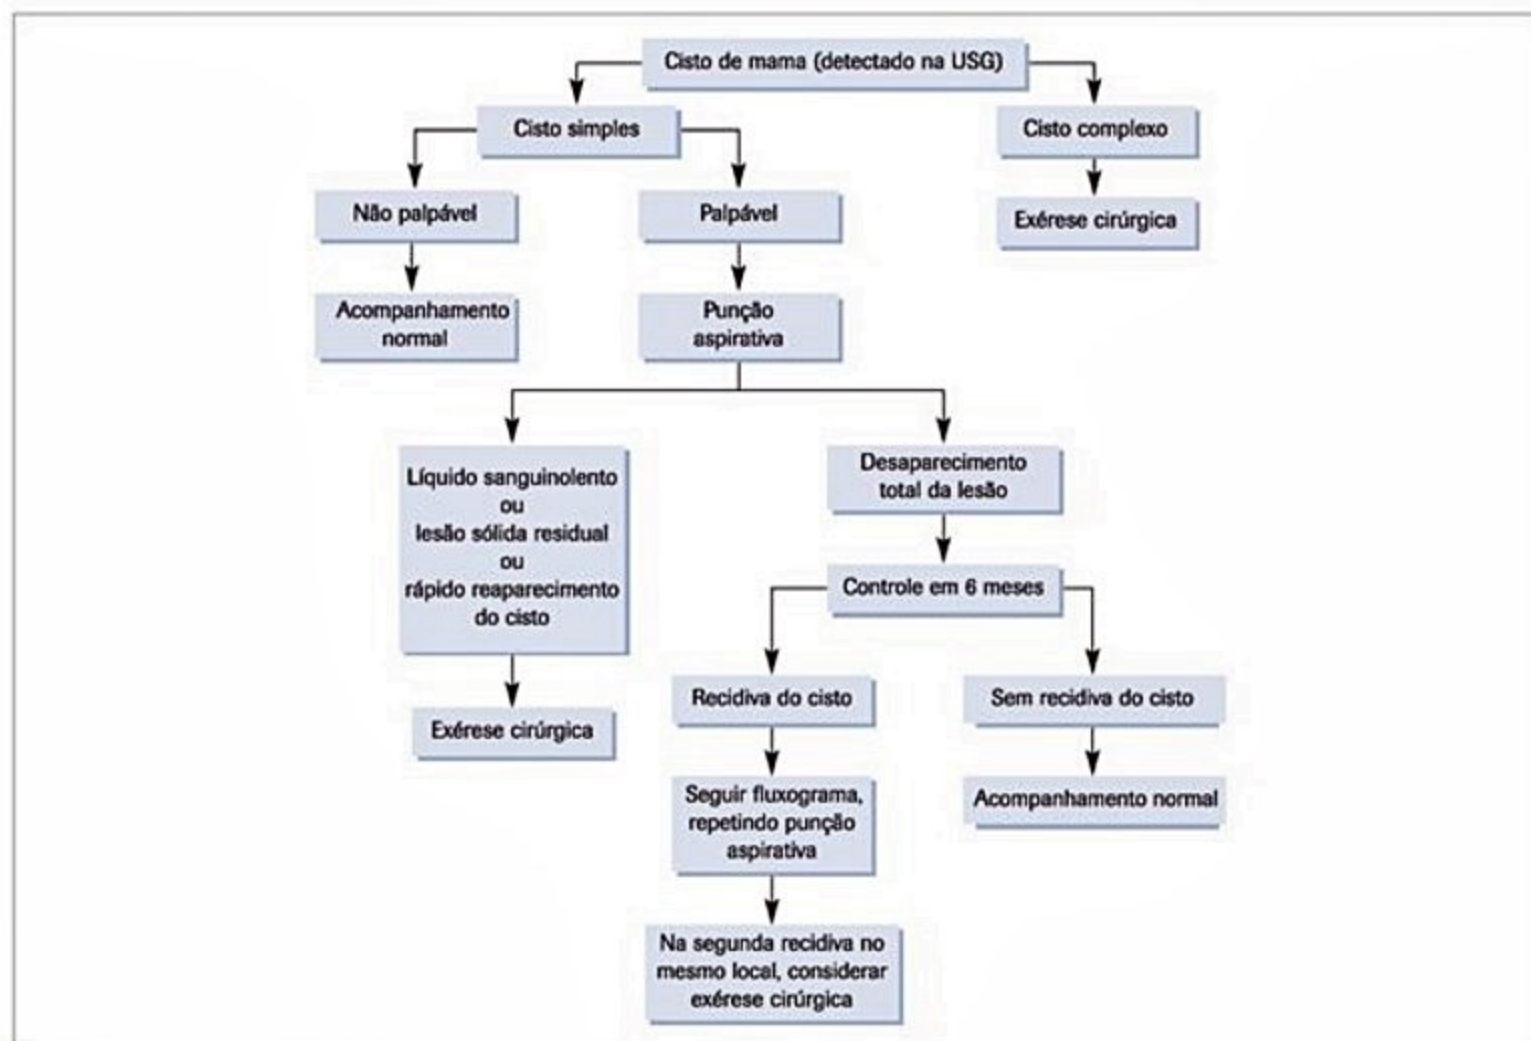 Cisto de mama (detectado na USG)
Cisto simples
Cisto complexo
Não palpável
Palpável
Exérese cirúrgica
Acompanhamento
normal
Punção
aspirativa
Líquido sanguinolento
ou
lesão sólida residual
ou
rápido reaparecimento
do cisto
Exérese cirúrgica
Desaparecimento
total da lesão
Controle em 6 meses
Recidiva do cisto
Sem recidiva do cisto
Seguir fluxograma,
repetindo punção
aspirativa
Acompanhamento normal
Na segunda recidiva no
mesmo local, considerar
exérese cirúrgica